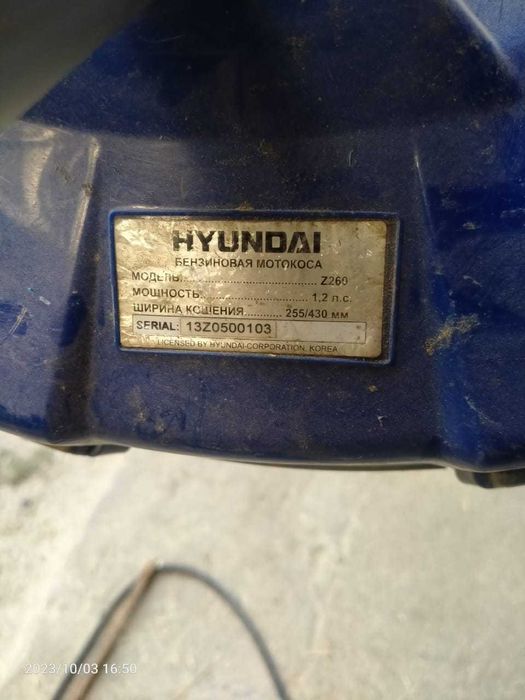 HYUNDAI
БЕНЗИНОВАЯ МОТОКОСА
МОДЕЛЬ.................................... Z260
МОЩНОСТЬ............................. 1,2 л.с.
ШИРИНА КОШЕНИЯ........... 255/430 мм
SERIAL: 13Z0500103
LICENSED BY HYUNDAI CORPORATION, KOREA
2023/10/03 16:50